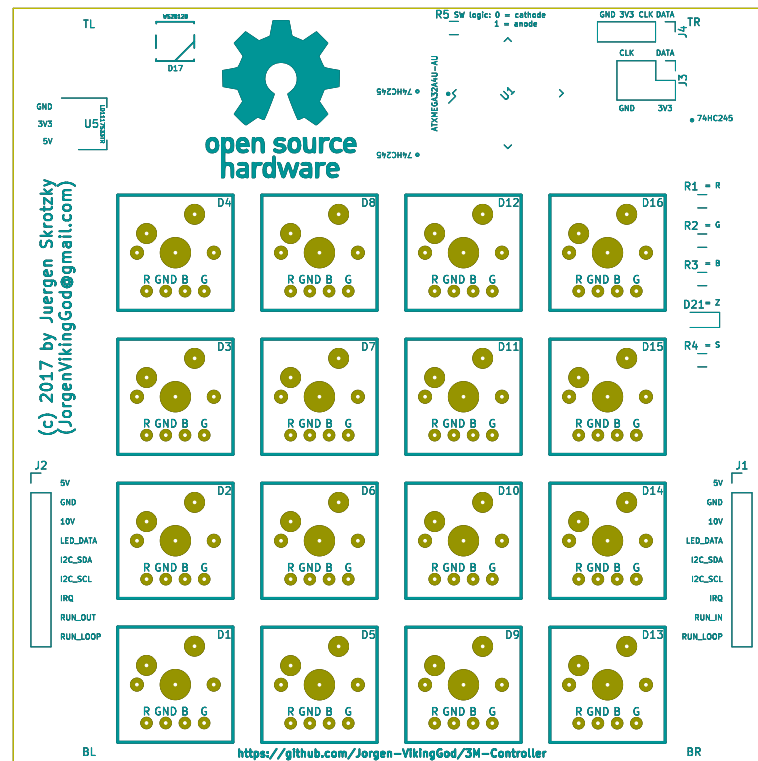 TL
WS2812B
D17
open source
hardware
R5 SW logic: 0 = cathode
1 = anode
GND 3V3 CLK DATA
TR
J4
CLK DATA
J3
GND 3V3
ATXMEGA32A4U-AU
U1
74HC245
74HC245
74HC245
GND
3V3
5V
U5
(c) 2017 by Juergen Skrotzky
(JorgenVikingGod@gmail.com)
D4 D8 D12 D16
R GND B G R GND B G R GND B G R GND B G
R1 = R
R2 = G
R3 = B
D21 = Z
R4 = S
D3 D7 D11 D15
R GND B G R GND B G R GND B G R GND B G
J2
5V
GND
10V
LED_DATA
I2C_SDA
I2C_SCL
IRQ
RUN_OUT
RUN_LOOP
D2 D6 D10 D14
R GND B G R GND B G R GND B G R GND B G
J1
5V
GND
10V
LED_DATA
I2C_SDA
I2C_SCL
IRQ
RUN_IN
RUN_LOOP
D1 D5 D9 D13
R GND B G R GND B G R GND B G R GND B G
BL
https://github.com/Jorgen-VikingGod/3M-Controller
BR